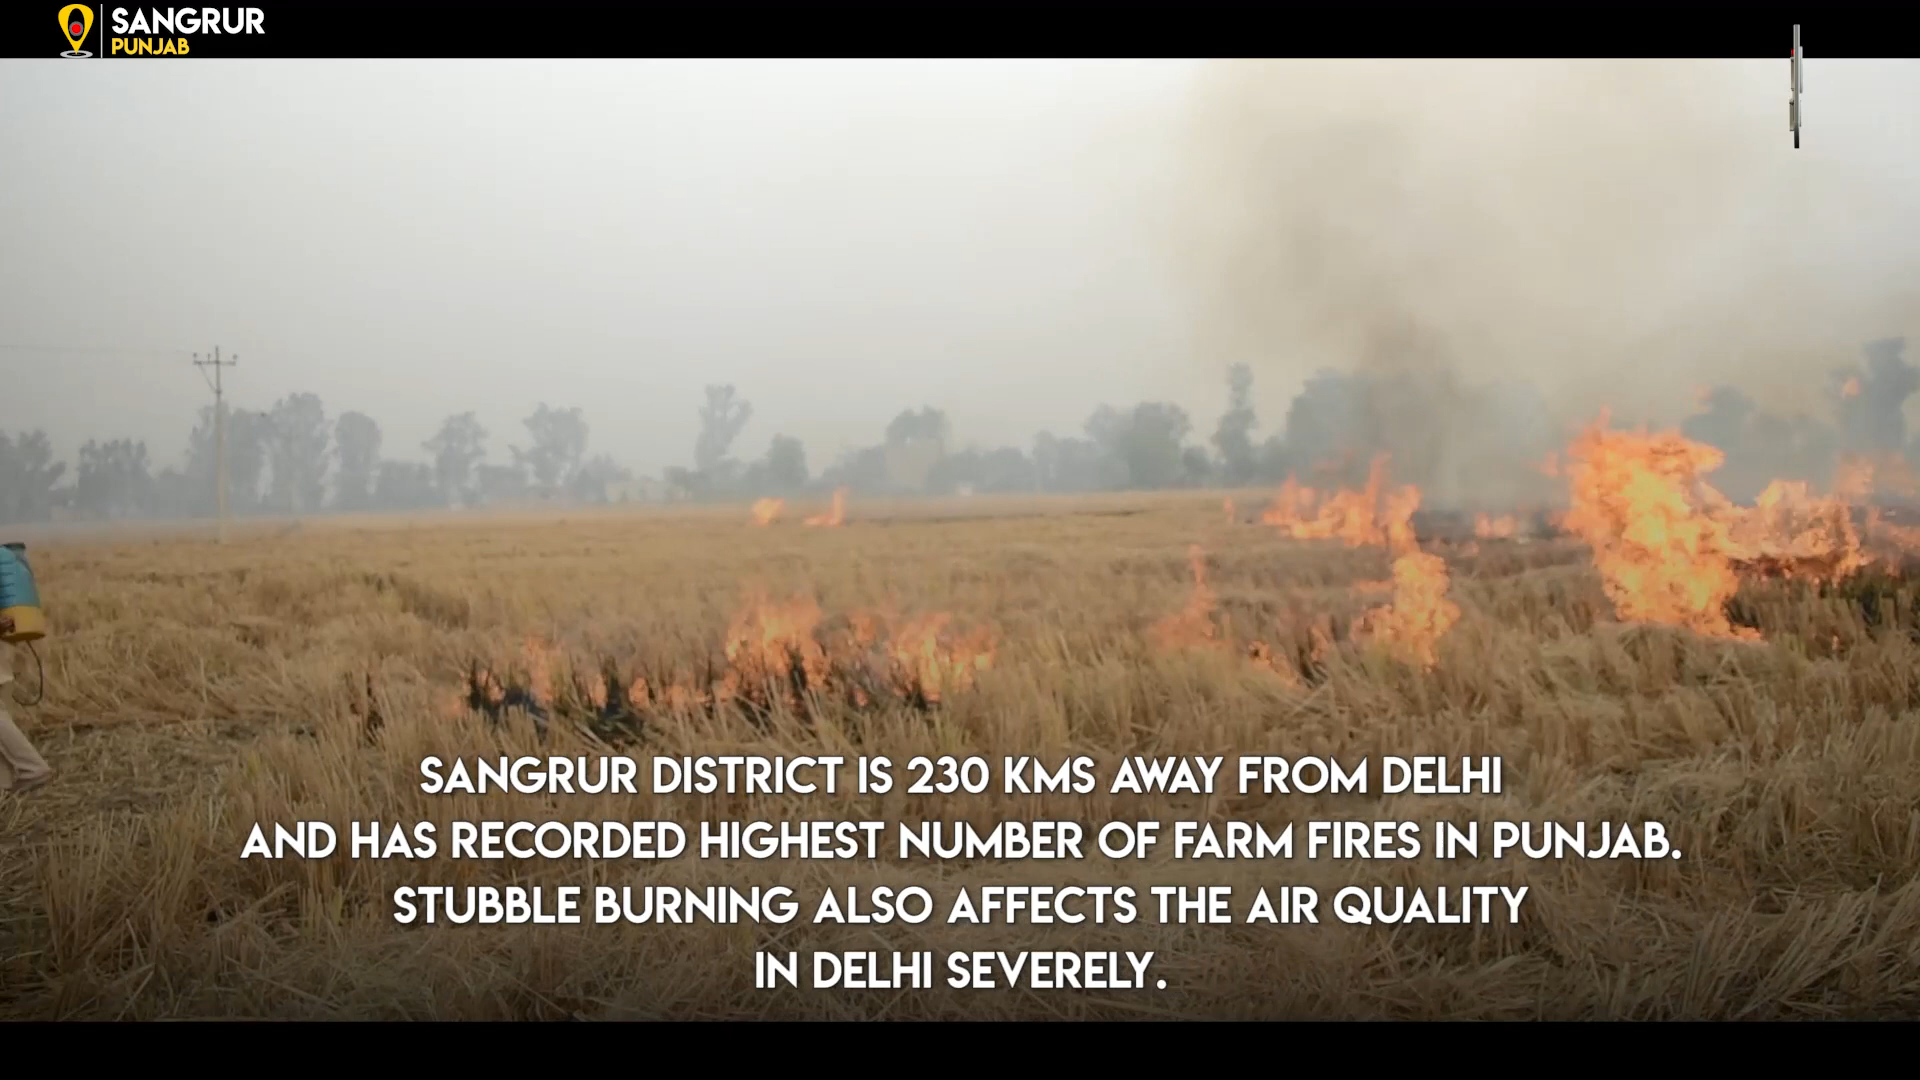 SANGRUR
PUNJAB
SANGRUR DISTRICT IS 230 KMS AWAY FROM DELHI
AND HAS RECORDED HIGHEST NUMBER OF FARM FIRES IN PUNJAB.
STUBBLE BURNING ALSO AFFECTS THE AIR QUALITY
IN DELHI SEVERELY.